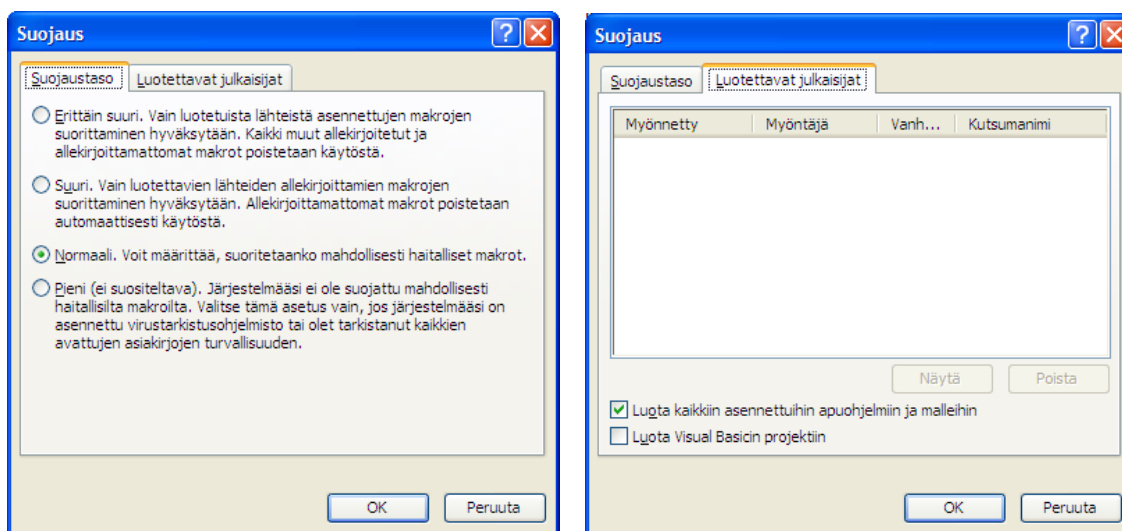 Suojaus
Suojaustaso Luotettavat julkaisijat
Erittäin suuri. Vain luotetuista lähteistä asennettujen makrojen
suorittaminen hyväksytään. Kaikki muut allekirjoitetut ja
allekirjoittamattomat makrot poistetaan käytöstä.
Suuri. Vain luotettavien lähteiden allekirjoittamien makrojen
suorittaminen hyväksytään. Allekirjoittamattomat makrot poistetaan
automaattisesti käytöstä.
Normaali. Voit määrittää, suoritetaanko mahdollisesti haitalliset makrot.
Pieni (ei suositeltava). Järjestelmääsi ei ole suojattu mahdollisesti
haitallisilta makroilta. Valitse tämä asetus vain, jos järjestelmääsi on
asennettu virustarkistusohjelmisto tai olet tarkistanut kaikkien
avattujen asiakirjojen turvallisuuden.
OK Peruuta
Suojaus
Suojaustaso Luotettavat julkaisijat
Myönnetty Myöntäjä Vanh... Kutsumanimi
Näytä Poista
Luota kaikkiin asennettuihin apuohjelmiin ja malleihin
Luota Visual Basicin projektiin
OK Peruuta